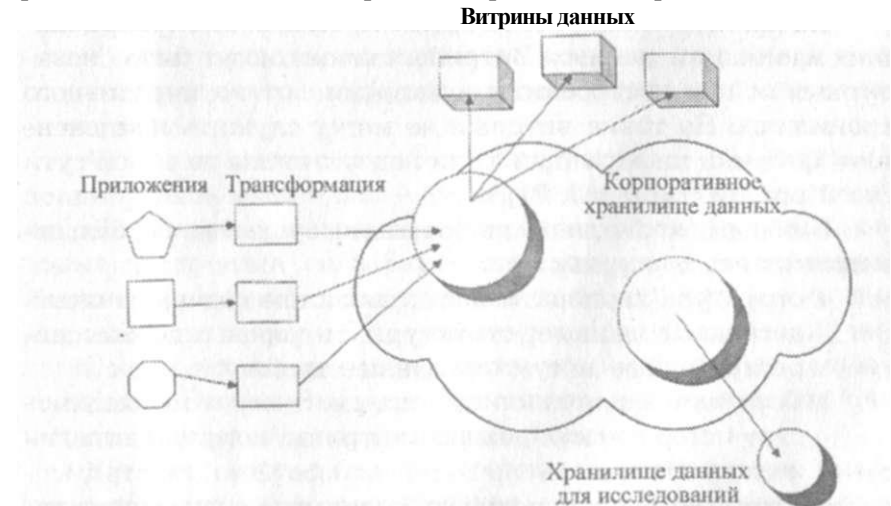 Витрины данных
Приложения
Трансформация
Корпоративное
хранилище данных
Хранилище данных
для исследований